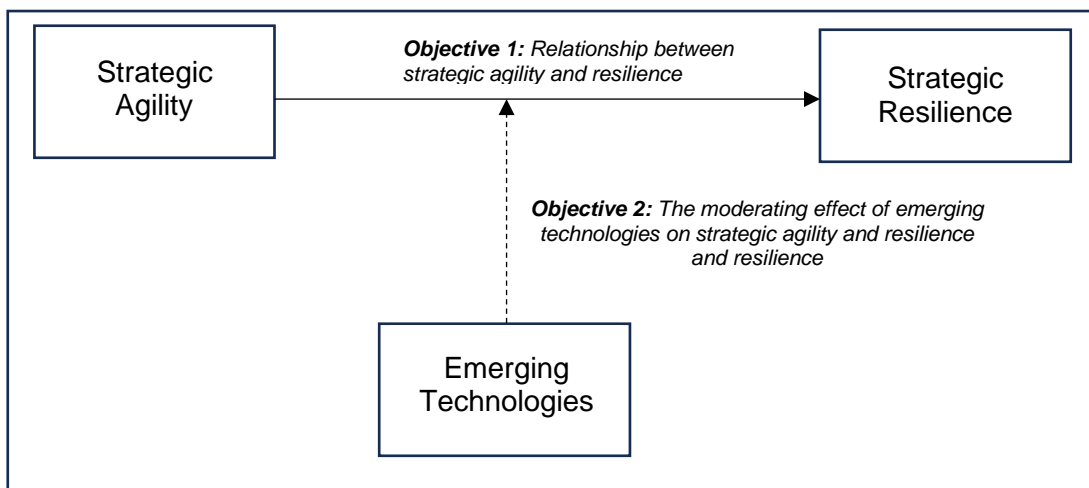 Strategic
Agility
Objective 1: Relationship between
strategic agility and resilience
Strategic
Resilience
Objective 2: The moderating effect of emerging
technologies on strategic agility and resilience
and resilience
Emerging
Technologies